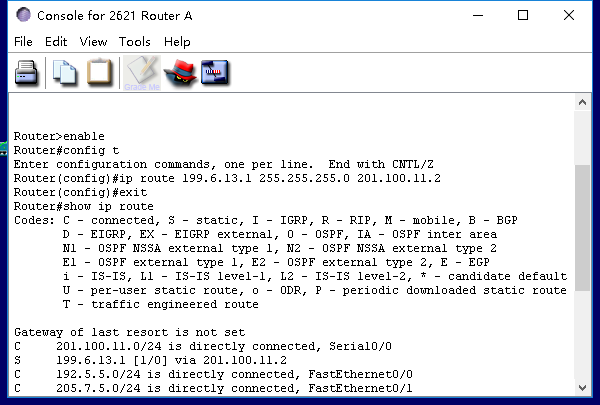 Console for 2621 Router A
File Edit View Tools Help
Grade Me
Router>enable
Router#config t
Enter configuration commands, one per line.  End with CNTL/Z
Router(config)#ip route 199.6.13.1 255.255.255.0 201.100.11.2
Router(config)#exit
Router#show ip route
Codes: C - connected, S - static, I - IGRP, R - RIP, M - mobile, B - BGP
       D - EIGRP, EX - EIGRP external, O - OSPF, IA - OSPF inter area
       N1 - OSPF NSSA external type 1, N2 - OSPF NSSA external type 2
       E1 - OSPF external type 1, E2 - OSPF external type 2, E - EGP
       i - IS-IS, L1 - IS-IS level-1, L2 - IS-IS level-2, * - candidate default
       U - per-user static route, o - ODR, P - periodic downloaded static route
       T - traffic engineered route
Gateway of last resort is not set
C     201.100.11.0/24 is directly connected, Serial0/0
S     199.6.13.1 [1/0] via 201.100.11.2
C     192.5.5.0/24 is directly connected, FastEthernet0/0
C     205.7.5.0/24 is directly connected, FastEthernet0/1